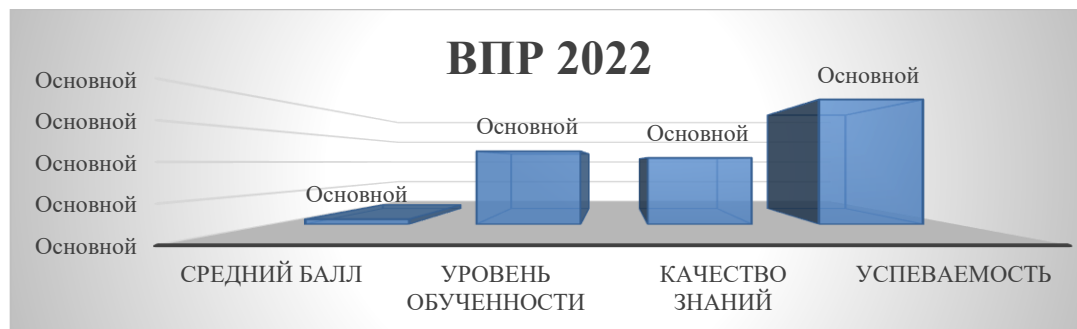 ВПР 2022
Основной
Основной
Основной
Основной
Основной
Основной
Основной
Основной
Основной
СРЕДНИЙ БАЛЛ
УРОВЕНЬ
ОБУЧЕННОСТИ
КАЧЕСТВО
ЗНАНИЙ
УСПЕВАЕМОСТЬ